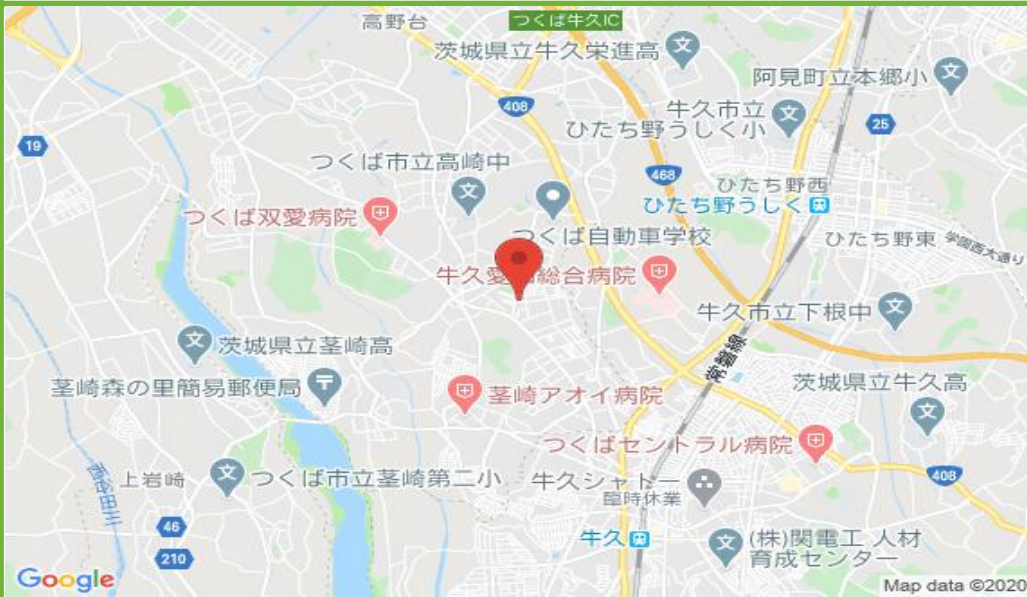 高野台
つくば牛久IC
茨城県立牛久栄進高
阿見町立本郷小
408
牛久市立
ひたち野うしく小
25
19
つくば市立高崎中
468
ひたち野西
ひたち野うしく
つくば双愛病院
つくば自動車学校
ひたち野東
学園西大通り
牛久愛
総合病院
牛久市立下根中
茨城県立茎崎高
常磐線
茎崎森の里簡易郵便局
茎崎アオイ病院
茨城県立牛久高
つくばセントラル病院
上岩崎
つくば市立茎崎第二小
牛久シャトー
臨時休業
408
西谷田川
46
牛久
(株)関電工 人材
育成センター
210
Google
Map data ©2020